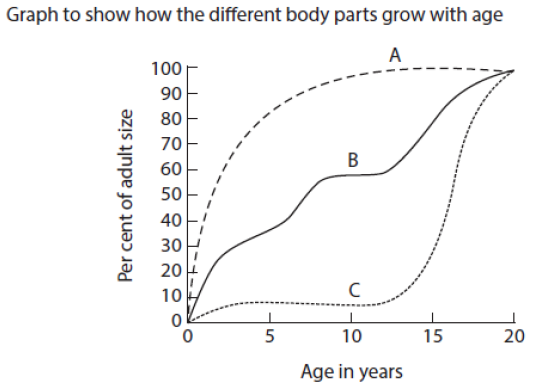 Graph to show how the different body parts grow with age
A
100
90
80
70
60
50
40
30
20
10
0
B
C
Per cent of adult size
0 5 10 15 20
Age in years